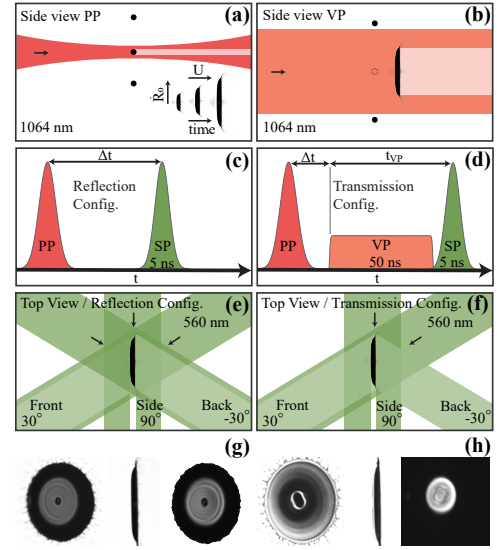 Side view PP (a)
U
Ṙ₀
time
1064 nm
Side view VP (b)
1064 nm
Δt (c)
Reflection
Config.
PP
SP
5 ns
t
Δt t_VP (d)
Transmission
Config.
PP
VP
50 ns
SP
5 ns
t
Top View / Reflection Config. (e)
560 nm
Front Side Back
30° 90° -30°
Top View / Transmission Config. (f)
560 nm
Front Side Back
30° 90° -30°
(g)
(h)